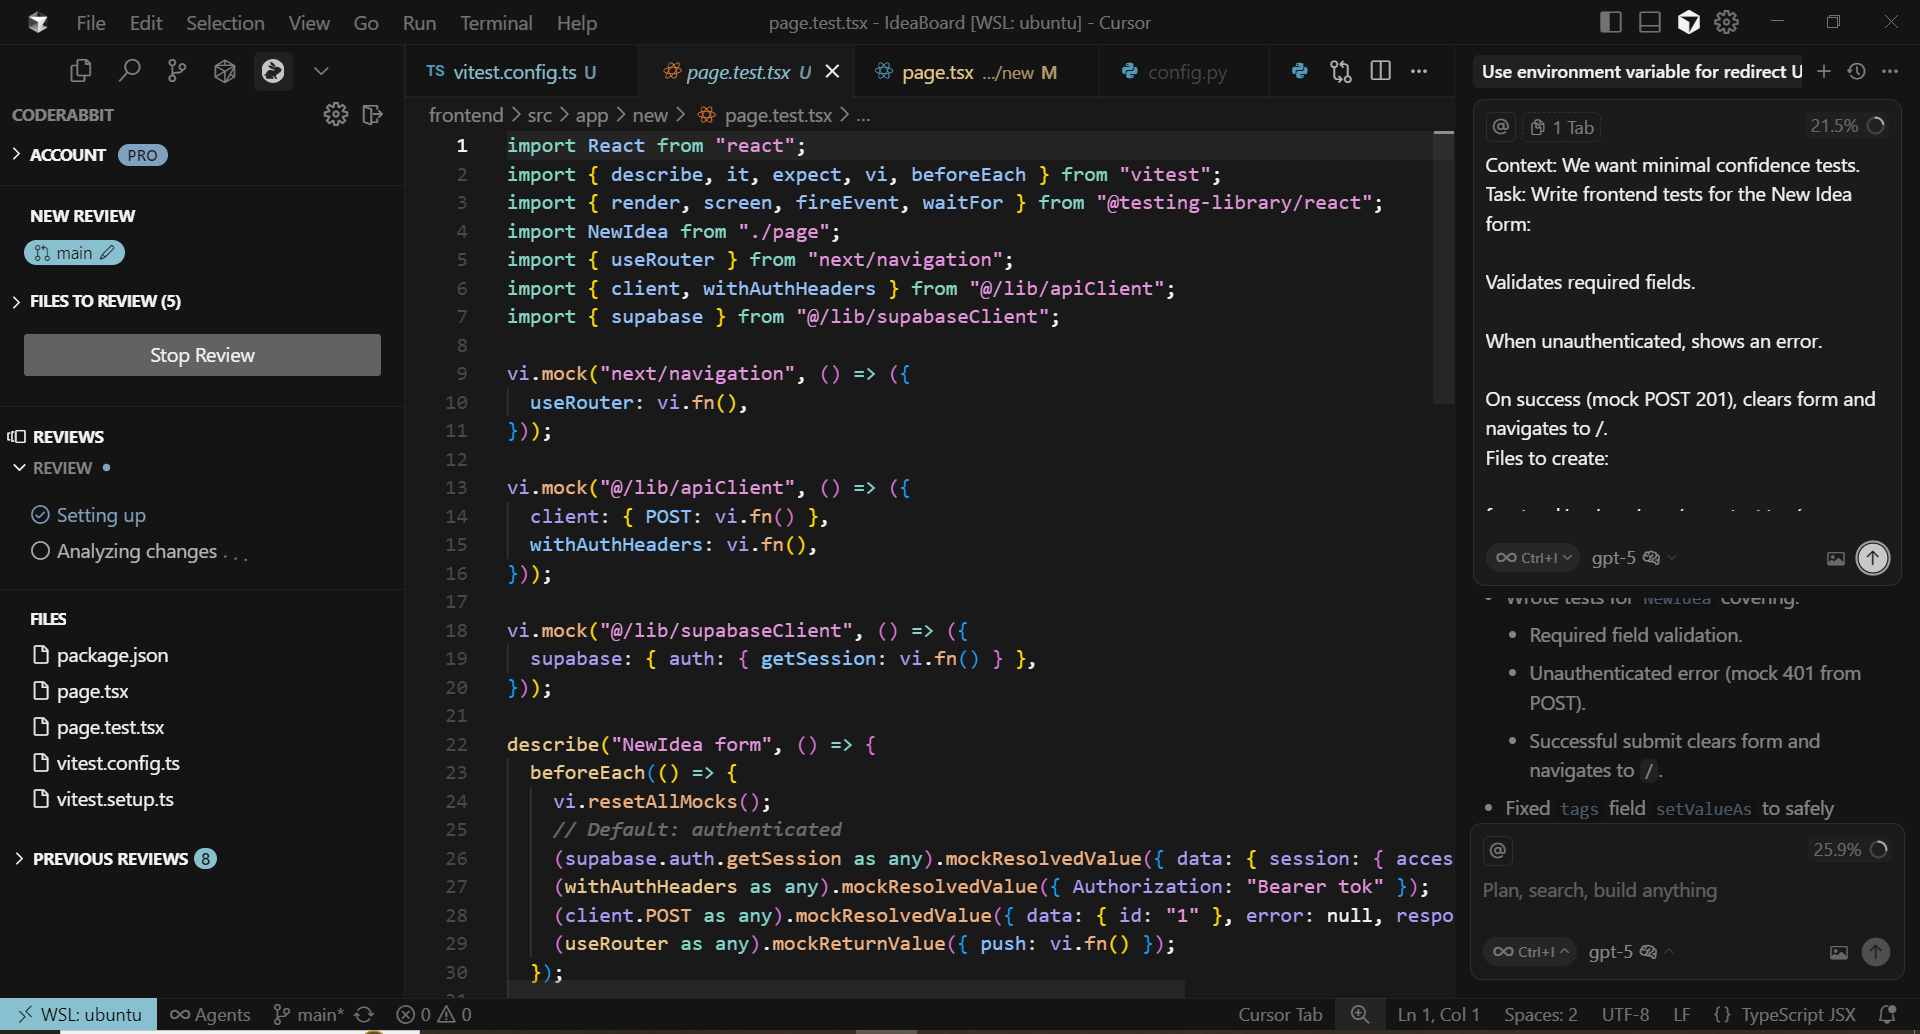 File Edit Selection View Go Run Terminal Help
page.test.tsx - IdeaBoard [WSL: ubuntu] - Cursor
CODERABBIT
ACCOUNT PRO
NEW REVIEW
main
FILES TO REVIEW (5)
Stop Review
REVIEWS
REVIEW
Setting up
Analyzing changes . . .
FILES
package.json
page.tsx
page.test.tsx
vitest.config.ts
vitest.setup.ts
PREVIOUS REVIEWS 8
TS vitest.config.ts U
page.test.tsx U
page.tsx .../new M
config.py
frontend > src > app > new > page.test.tsx > ...
1 import React from "react";
2 import { describe, it, expect, vi, beforeEach } from "vitest";
3 import { render, screen, fireEvent, waitFor } from "@testing-library/react";
4 import NewIdea from "./page";
5 import { useRouter } from "next/navigation";
6 import { client, withAuthHeaders } from "@/lib/apiClient";
7 import { supabase } from "@/lib/supabaseClient";
8
9 vi.mock("next/navigation", () => ({
10 useRouter: vi.fn(),
11 }));
12
13 vi.mock("@/lib/apiClient", () => ({
14 client: { POST: vi.fn() },
15 withAuthHeaders: vi.fn(),
16 }));
17
18 vi.mock("@/lib/supabaseClient", () => ({
19 supabase: { auth: { getSession: vi.fn() } },
20 }));
21
22 describe("NewIdea form", () => {
23 beforeEach(() => {
24 vi.resetAllMocks();
25 // Default: authenticated
26 (supabase.auth.getSession as any).mockResolvedValue({ data: { session: { acces
27 (withAuthHeaders as any).mockResolvedValue({ Authorization: "Bearer tok" });
28 (client.POST as any).mockResolvedValue({ data: { id: "1" }, error: null, respo
29 (useRouter as any).mockReturnValue({ push: vi.fn() });
30 });
Use environment variable for redirect U
@ 1 Tab 21.5%
Context: We want minimal confidence tests.
Task: Write frontend tests for the New Idea
form:
Validates required fields.
When unauthenticated, shows an error.
On success (mock POST 201), clears form and
navigates to /.
Files to create:
∞ Ctrl+I gpt-5
Wrote tests for NewIdea covering:
• Required field validation.
• Unauthenticated error (mock 401 from
POST).
• Successful submit clears form and
navigates to /.
• Fixed tags field setValueAs to safely
@ 25.9%
Plan, search, build anything
∞ Ctrl+I gpt-5
WSL: ubuntu ∞ Agents main* 0 0
Cursor Tab Ln 1, Col 1 Spaces: 2 UTF-8 LF {} TypeScript JSX